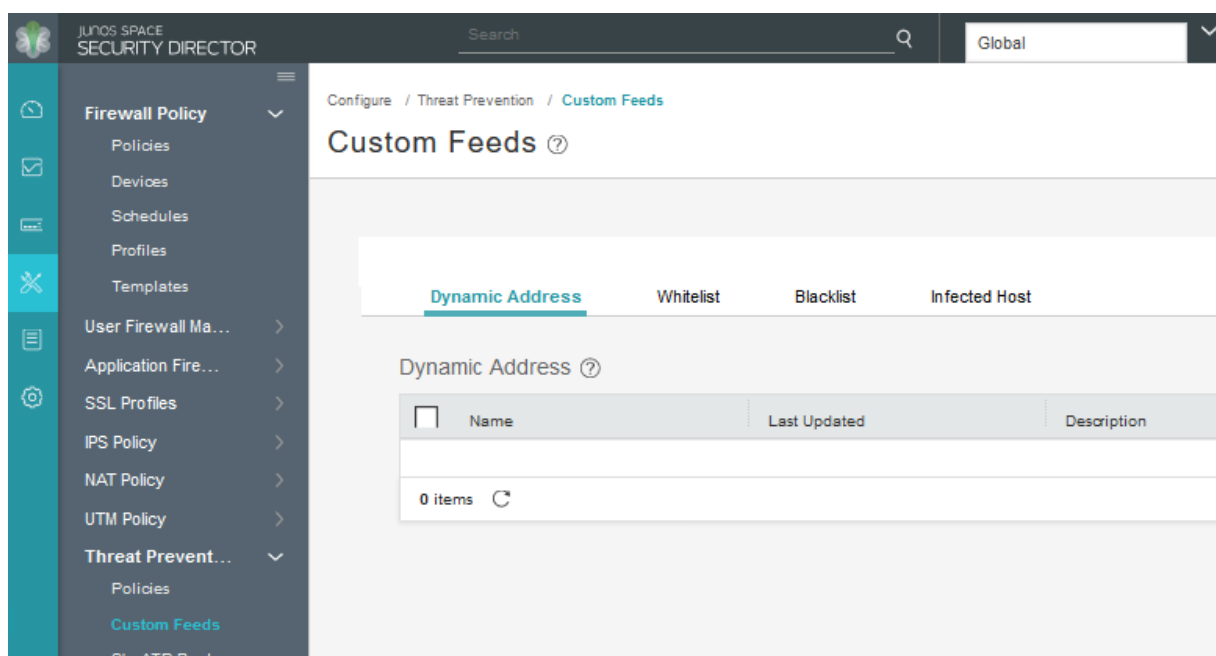 JUNOS SPACE
SECURITY DIRECTOR
Search
Global
Firewall Policy
Policies
Devices
Schedules
Profiles
Templates
User Firewall Ma...
Application Fire...
SSL Profiles
IPS Policy
NAT Policy
UTM Policy
Threat Prevent...
Policies
Custom Feeds
Configure / Threat Prevention / Custom Feeds
Custom Feeds ?
Dynamic Address Whitelist Blacklist Infected Host
Dynamic Address ?
Name Last Updated Description
0 items